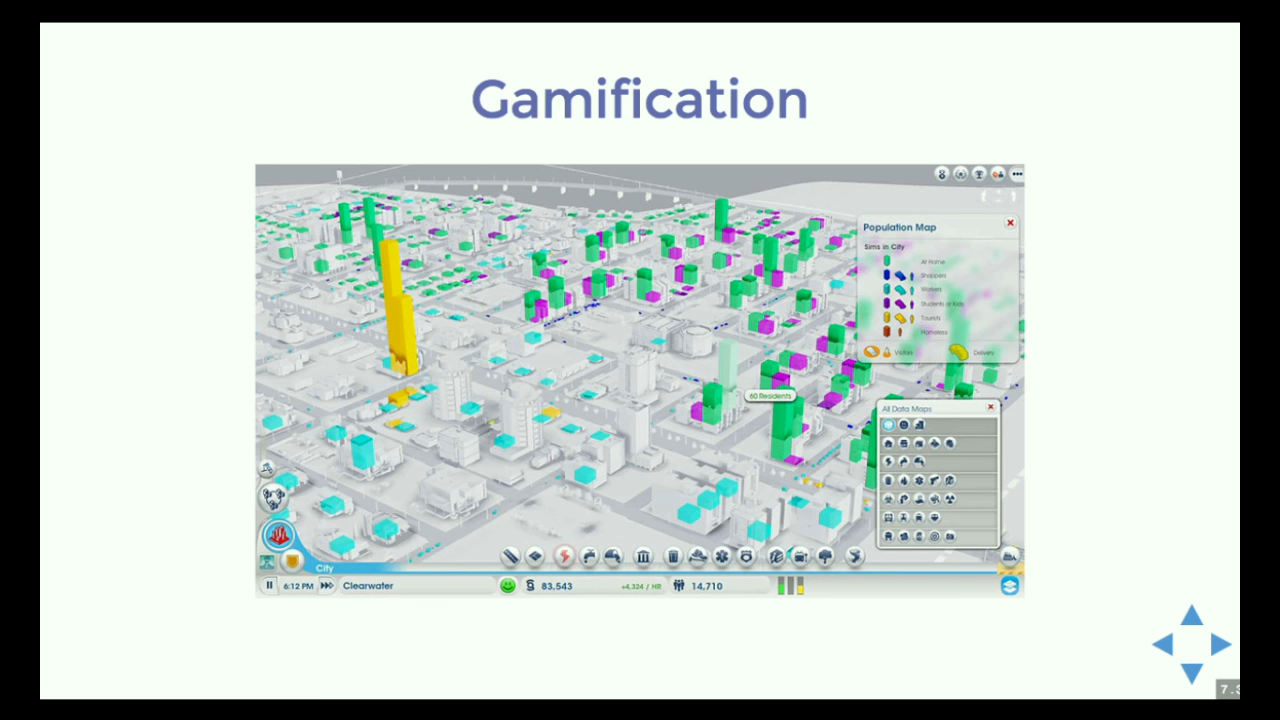 Gamification
Population Map
Sims in City
At Home
Shoppers
Workers
Students or Kids
Tourists
Homeless
Visitors
Delivery
60 Residents
All Data Maps
City
6:12 PM
Clearwater
83,543
+4,324 / HR
14,710